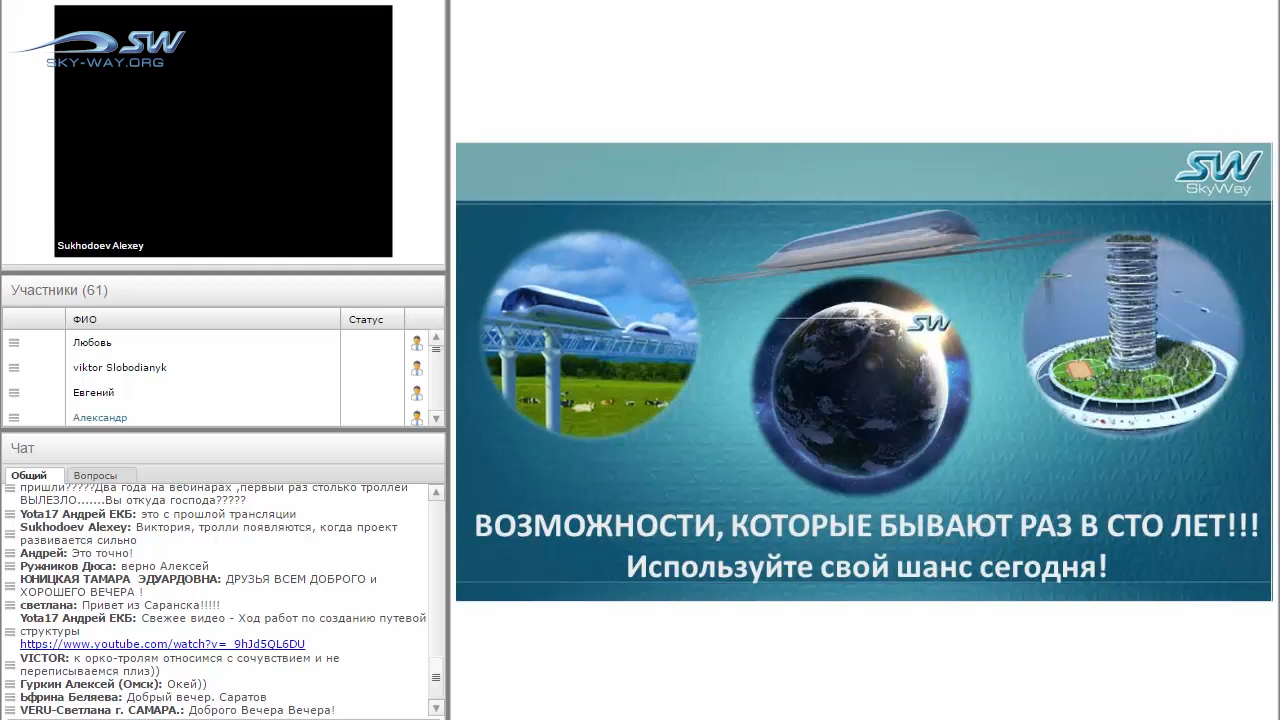 SW
SKY-WAY.ORG
Sukhodoev Alexey
Участники (61)
ФИО
Статус
Любовь
viktor Slobodianyk
Евгений
Александр
Чат
Общий
Вопросы
пришли?????Два года на вебинарах ,первый раз столько троллей
ВЫЛЕЗЛО.......Вы откуда господа?????
Yota17 Андрей ЕКБ: это с прошлой трансляции
Sukhodoev Alexey: Виктория, тролли появляются, когда проект
развивается сильно
Андрей: Это точно!
Ружников Дюса: верно Алексей
ЮНИЦКАЯ ТАМАРА ЭДУАРДОВНА: ДРУЗЬЯ ВСЕМ ДОБРОГО и
ХОРОШЕГО ВЕЧЕРА !
светлана: Привет из Саранска!!!!!
Yota17 Андрей ЕКБ: Свежее видео - Ход работ по созданию путевой
структуры
https://www.youtube.com/watch?v=_9hJd5QL6DU
VICTOR: к орко-тролям относимся с сочувствием и не
переписываемся плиз))
Гуркин Алексей (Омск): Окей))
Ьфрина Беляева: Добрый вечер. Саратов
VERU-Светлана г. САМАРА.: Доброго Вечера Вечера!
SW
SkyWay
SW
ВОЗМОЖНОСТИ, КОТОРЫЕ БЫВАЮТ РАЗ В СТО ЛЕТ!!!
Используйте свой шанс сегодня!